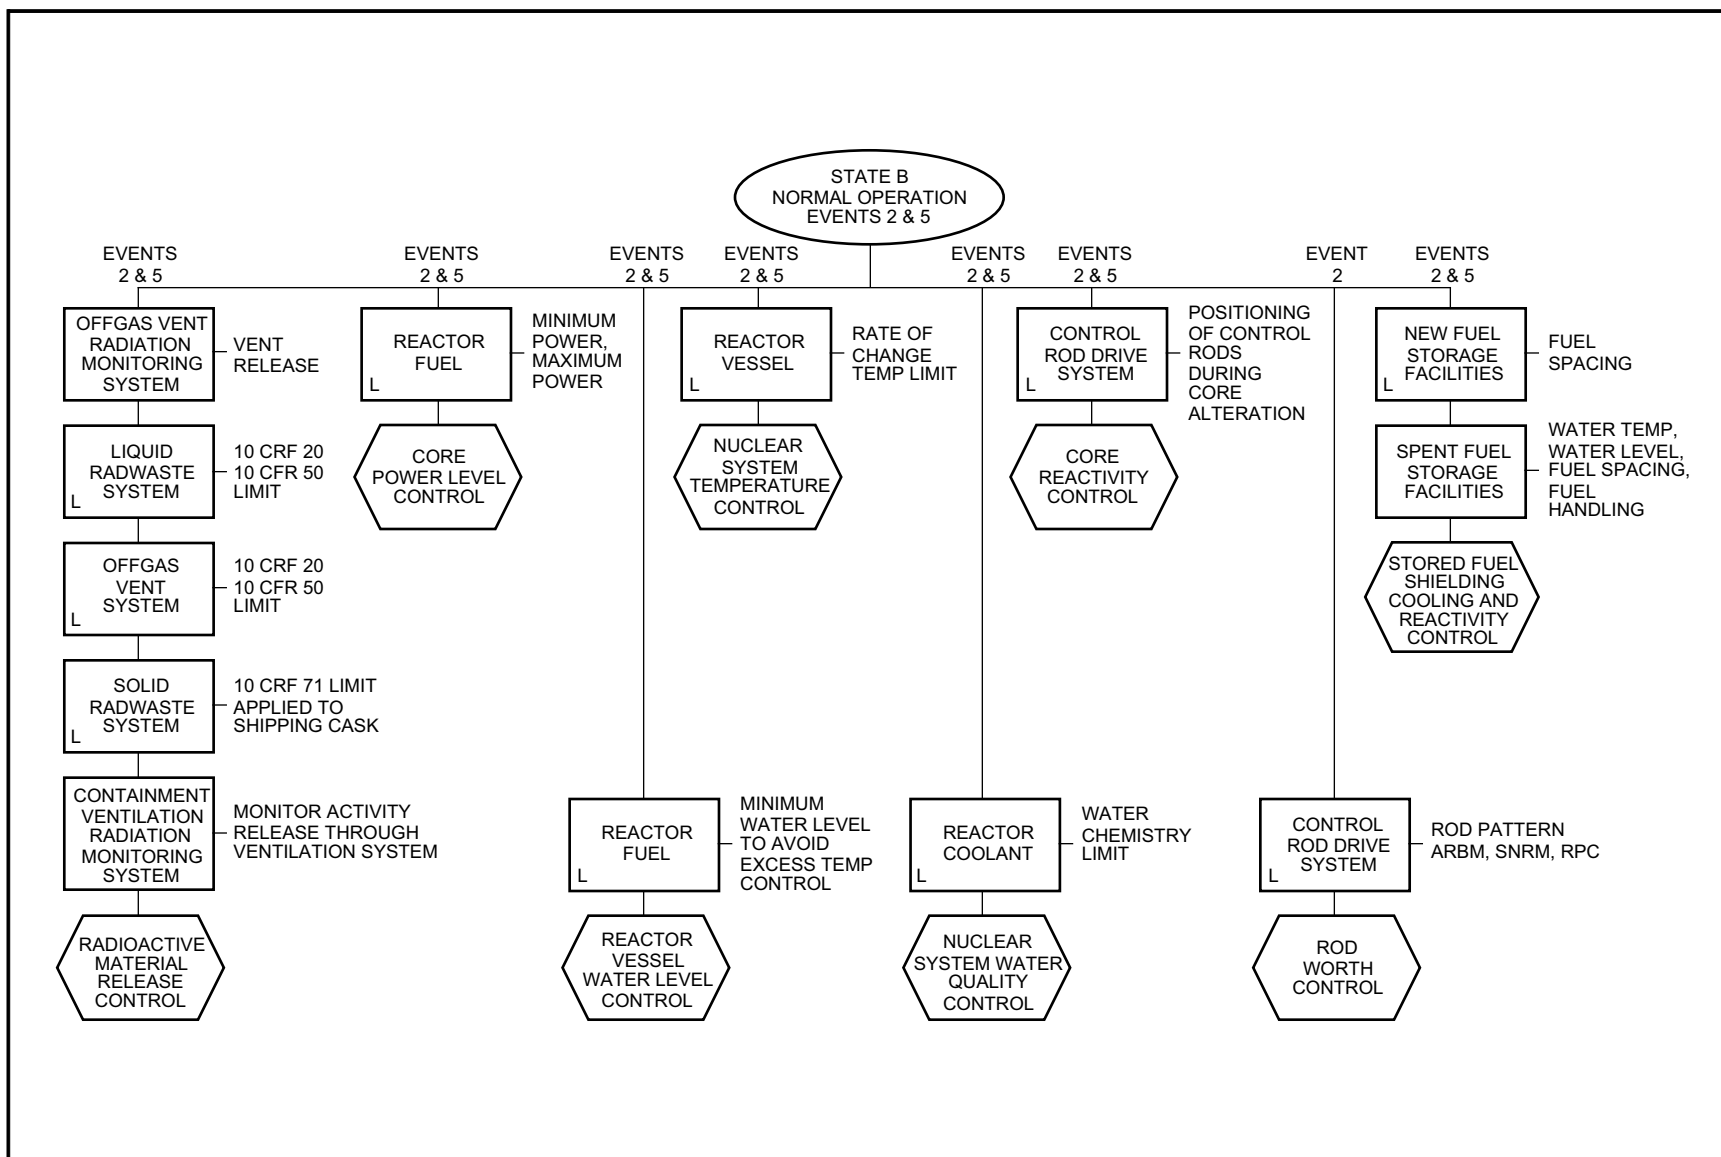 STATE B
NORMAL OPERATION
EVENTS 2 & 5
EVENTS
2 & 5
EVENTS
2 & 5
EVENTS
2 & 5
EVENTS
2 & 5
EVENTS
2 & 5
EVENTS
2 & 5
EVENT
2
EVENTS
2 & 5
OFFGAS VENT
RADIATION
MONITORING
SYSTEM
VENT
RELEASE
LIQUID
RADWASTE
SYSTEM
L
10 CRF 20
10 CFR 50
LIMIT
OFFGAS
VENT
SYSTEM
L
10 CRF 20
10 CFR 50
LIMIT
SOLID
RADWASTE
SYSTEM
L
10 CRF 71 LIMIT
APPLIED TO
SHIPPING CASK
CONTAINMENT
VENTILATION
RADIATION
MONITORING
SYSTEM
MONITOR ACTIVITY
RELEASE THROUGH
VENTILATION SYSTEM
RADIOACTIVE
MATERIAL
RELEASE
CONTROL
REACTOR
FUEL
L
MINIMUM
POWER,
MAXIMUM
POWER
CORE
POWER LEVEL
CONTROL
REACTOR
FUEL
L
MINIMUM
WATER LEVEL
TO AVOID
EXCESS TEMP
CONTROL
REACTOR
VESSEL
WATER LEVEL
CONTROL
REACTOR
VESSEL
L
RATE OF
CHANGE
TEMP LIMIT
NUCLEAR
SYSTEM
TEMPERATURE
CONTROL
REACTOR
COOLANT
L
WATER
CHEMISTRY
LIMIT
NUCLEAR
SYSTEM WATER
QUALITY
CONTROL
CONTROL
ROD DRIVE
SYSTEM
L
POSITIONING
OF CONTROL
RODS
DURING
CORE
ALTERATION
CORE
REACTIVITY
CONTROL
CONTROL
ROD DRIVE
SYSTEM
L
ROD PATTERN
ARBM, SNRM, RPC
ROD
WORTH
CONTROL
NEW FUEL
STORAGE
FACILITIES
L
FUEL
SPACING
SPENT FUEL
STORAGE
FACILITIES
WATER TEMP,
WATER LEVEL,
FUEL SPACING,
FUEL
HANDLING
STORED FUEL
SHIELDING
COOLING AND
REACTIVITY
CONTROL